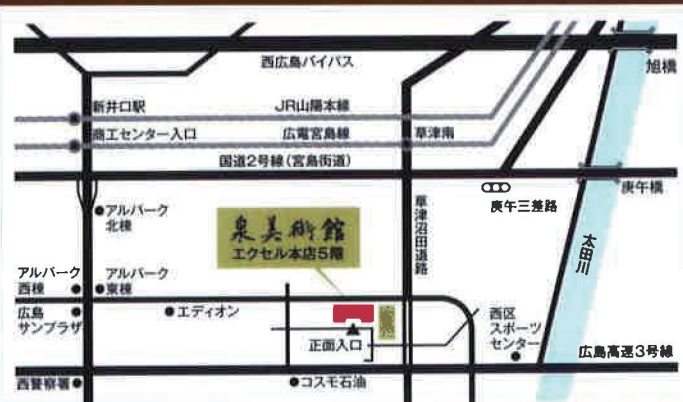 西広島バイパス
旭橋
新井口駅
JR山陽本線
商工センター入口
広電宮島線
草津南
国道2号線(宮島街道)
庚午橋
庚午三差路
アルパーク
北棟
草津沼田道路
太田川
泉美術館
エクセル本店5階
アルパーク
西棟
アルパーク
東棟
広島
サンプラザ
エディオン
西区
スポーツ
センター
正面入口
広島高速3号線
西警察署
コスモ石油